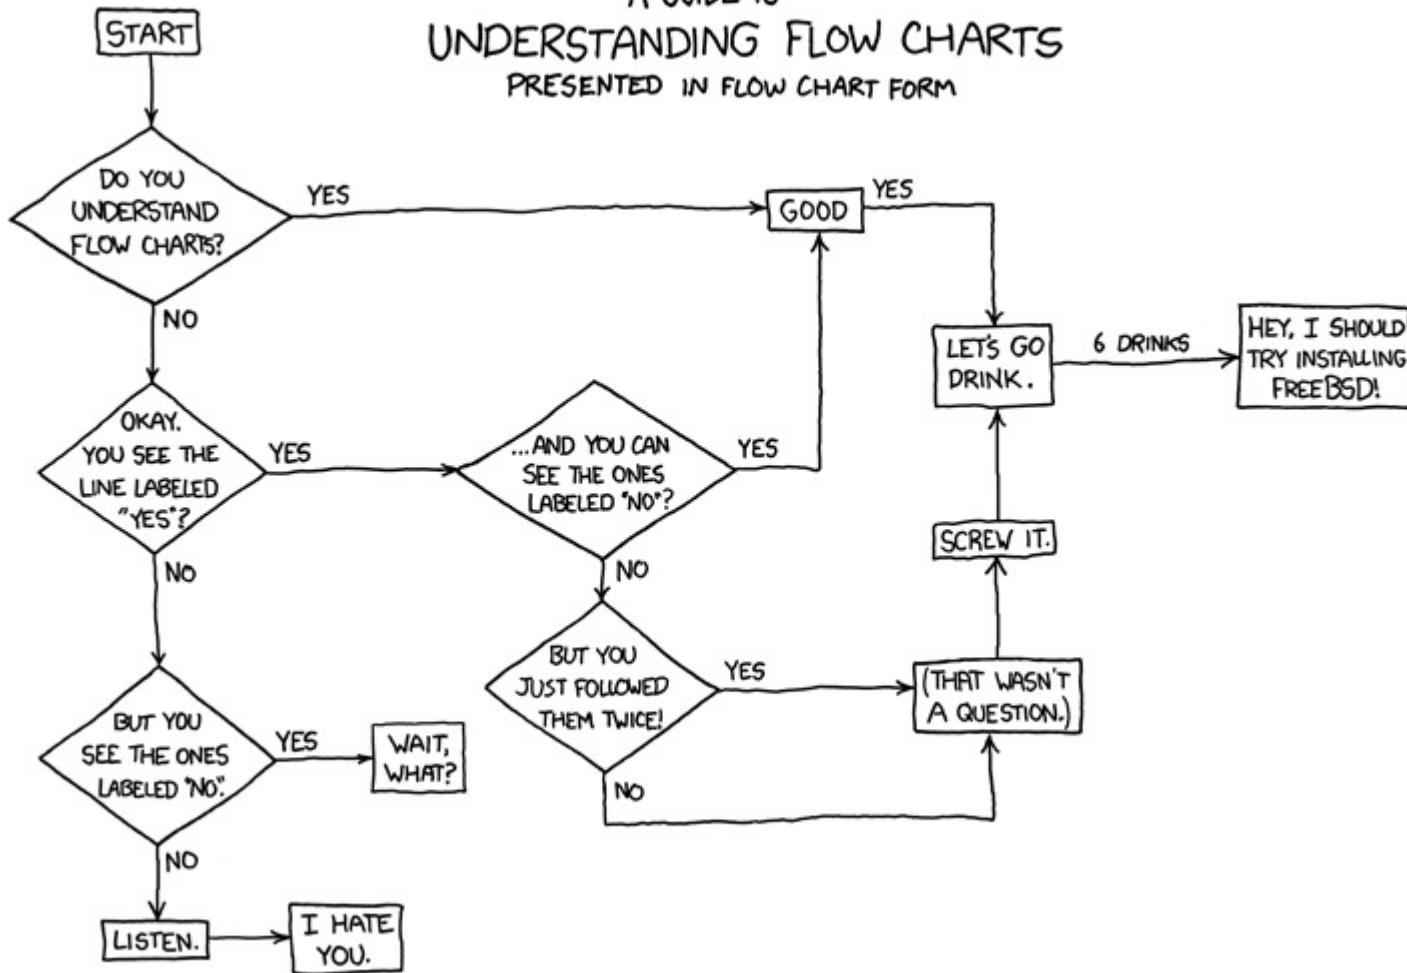 A GUIDE TO
UNDERSTANDING FLOW CHARTS
PRESENTED IN FLOW CHART FORM
START
DO YOU
UNDERSTAND
FLOW CHARTS?
YES
GOOD
YES
NO
LET'S GO
DRINK.
6 DRINKS
HEY, I SHOULD
TRY INSTALLING
FREEBSD!
OKAY.
YOU SEE THE
LINE LABELED
"YES"?
YES
...AND YOU CAN
SEE THE ONES
LABELED "NO"?
YES
NO
NO
SCREW IT.
BUT YOU
JUST FOLLOWED
THEM TWICE!
YES
(THAT WASN'T
A QUESTION.)
NO
BUT YOU
SEE THE ONES
LABELED "NO".
YES
WAIT,
WHAT?
NO
LISTEN.
I HATE
YOU.